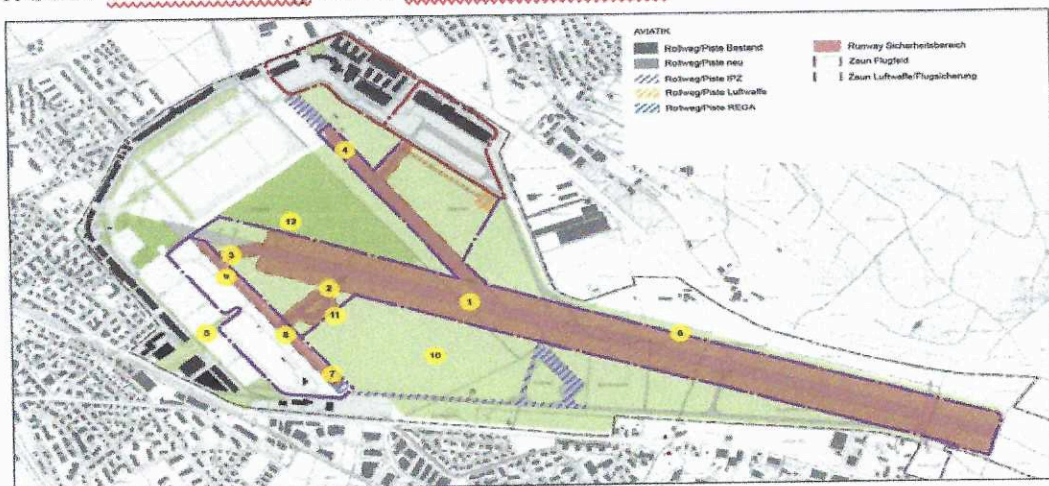 AVIATIK
Rollweg/Piste Bestand
Rollweg/Piste neu
Rollweg/Piste IPZ
Rollweg/Piste Luftwaffe
Rollweg/Piste REGA
Runway Sicherheitsbereich
Zaun Flugfeld
Zaun Luftwaffe/Flugsicherung
4
12
3
9
2
1
11
5
8
6
10
7